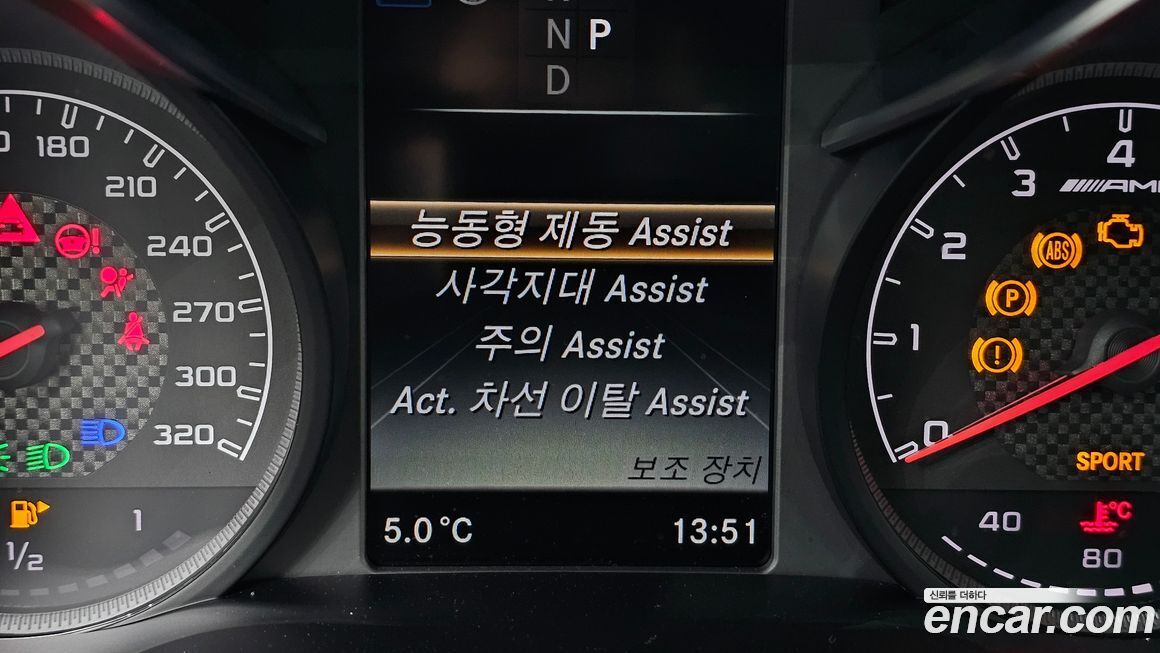 N P
D
180
210
240
270
300
320
1
1/2
능동형 제동 Assist
사각지대 Assist
주의 Assist
Act. 차선 이탈 Assist
보조 장치
5.0 °C
13:51
4
3
AM
2
1
0
ABS
P
SPORT
40
°C
80
신뢰를 더하다
encar.com